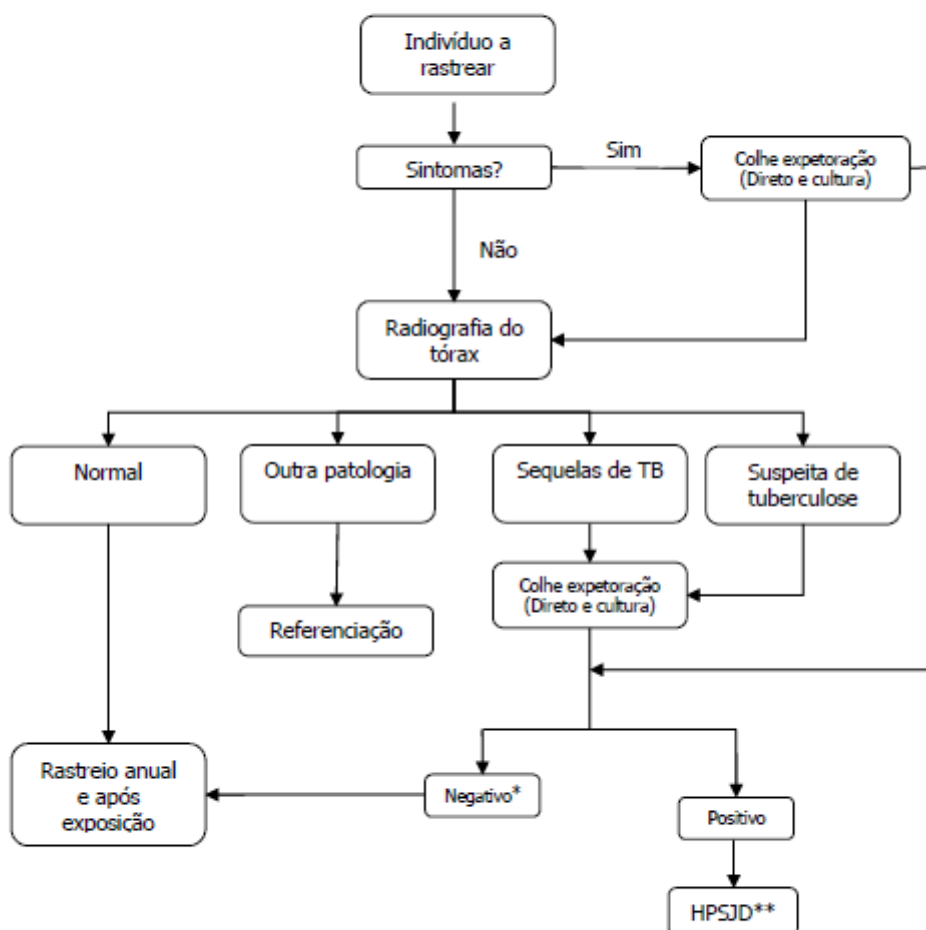 Indivíduo a
rastrear
Sintomas?
Sim
Colhe expetoração
(Direto e cultura)
Não
Radiografia do
tórax
Normal
Outra patologia
Sequelas de TB
Suspeita de
tuberculose
Colhe expetoração
(Direto e cultura)
Referenciação
Rastreio anual
e após
exposição
Negativo*
Positivo
HPSJD**